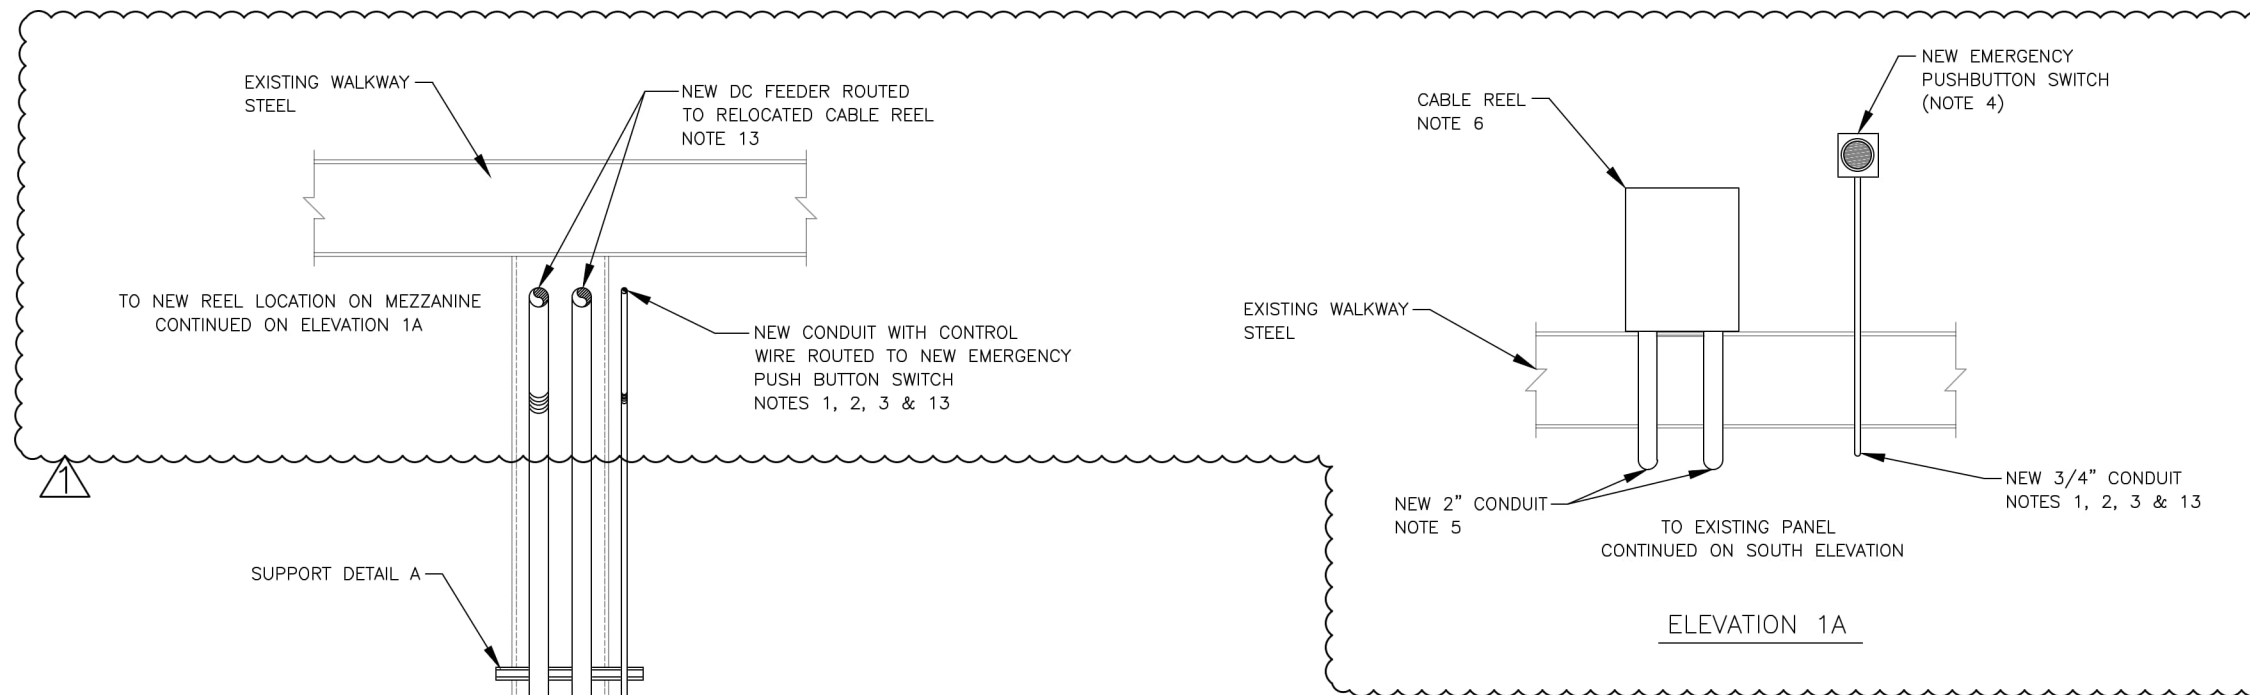 EXISTING WALKWAY
STEEL
NEW DC FEEDER ROUTED
TO RELOCATED CABLE REEL
NOTE 13
TO NEW REEL LOCATION ON MEZZANINE
CONTINUED ON ELEVATION 1A
NEW CONDUIT WITH CONTROL
WIRE ROUTED TO NEW EMERGENCY
PUSH BUTTON SWITCH
NOTES 1, 2, 3 & 13
1
SUPPORT DETAIL A
CABLE REEL
NOTE 6
NEW EMERGENCY
PUSHBUTTON SWITCH
(NOTE 4)
EXISTING WALKWAY
STEEL
NEW 2" CONDUIT
NOTE 5
NEW 3/4" CONDUIT
NOTES 1, 2, 3 & 13
TO EXISTING PANEL
CONTINUED ON SOUTH ELEVATION
ELEVATION 1A